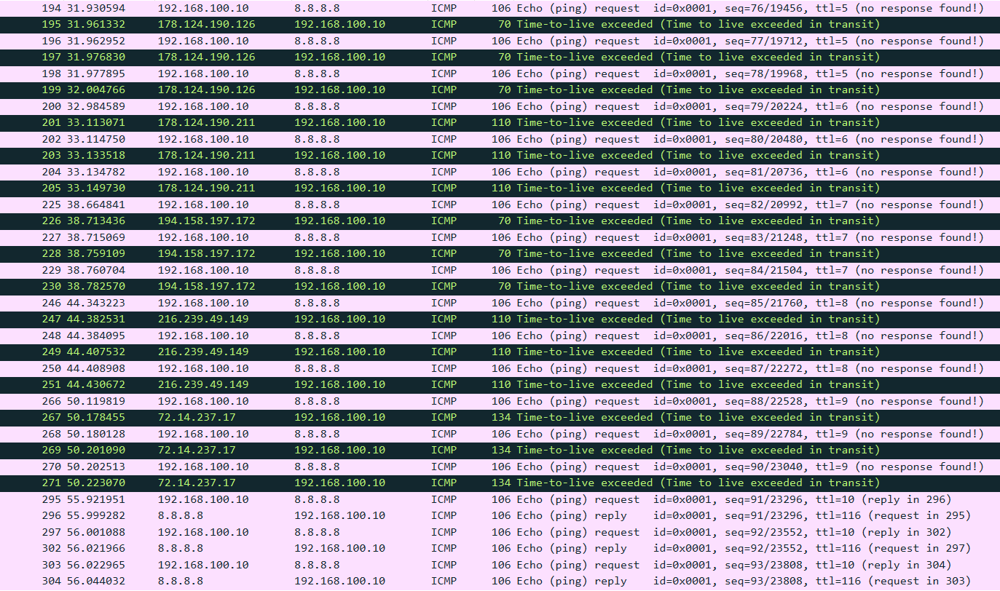 194 31.930594 192.168.100.10 8.8.8.8 ICMP 106 Echo (ping) request id=0x0001, seq=76/19456, ttl=5 (no response found!)
195 31.961332 178.124.190.126 192.168.100.10 ICMP 70 Time-to-live exceeded (Time to live exceeded in transit)
196 31.962952 192.168.100.10 8.8.8.8 ICMP 106 Echo (ping) request id=0x0001, seq=77/19712, ttl=5 (no response found!)
197 31.976830 178.124.190.126 192.168.100.10 ICMP 70 Time-to-live exceeded (Time to live exceeded in transit)
198 31.977895 192.168.100.10 8.8.8.8 ICMP 106 Echo (ping) request id=0x0001, seq=78/19968, ttl=5 (no response found!)
199 32.004766 178.124.190.126 192.168.100.10 ICMP 70 Time-to-live exceeded (Time to live exceeded in transit)
200 32.984589 192.168.100.10 8.8.8.8 ICMP 106 Echo (ping) request id=0x0001, seq=79/20224, ttl=6 (no response found!)
201 33.113071 178.124.190.211 192.168.100.10 ICMP 110 Time-to-live exceeded (Time to live exceeded in transit)
202 33.114750 192.168.100.10 8.8.8.8 ICMP 106 Echo (ping) request id=0x0001, seq=80/20480, ttl=6 (no response found!)
203 33.133518 178.124.190.211 192.168.100.10 ICMP 110 Time-to-live exceeded (Time to live exceeded in transit)
204 33.134782 192.168.100.10 8.8.8.8 ICMP 106 Echo (ping) request id=0x0001, seq=81/20736, ttl=6 (no response found!)
205 33.149730 178.124.190.211 192.168.100.10 ICMP 110 Time-to-live exceeded (Time to live exceeded in transit)
225 38.664841 192.168.100.10 8.8.8.8 ICMP 106 Echo (ping) request id=0x0001, seq=82/20992, ttl=7 (no response found!)
226 38.713436 194.158.197.172 192.168.100.10 ICMP 70 Time-to-live exceeded (Time to live exceeded in transit)
227 38.715069 192.168.100.10 8.8.8.8 ICMP 106 Echo (ping) request id=0x0001, seq=83/21248, ttl=7 (no response found!)
228 38.759109 194.158.197.172 192.168.100.10 ICMP 70 Time-to-live exceeded (Time to live exceeded in transit)
229 38.760704 192.168.100.10 8.8.8.8 ICMP 106 Echo (ping) request id=0x0001, seq=84/21504, ttl=7 (no response found!)
230 38.782570 194.158.197.172 192.168.100.10 ICMP 70 Time-to-live exceeded (Time to live exceeded in transit)
246 44.343223 192.168.100.10 8.8.8.8 ICMP 106 Echo (ping) request id=0x0001, seq=85/21760, ttl=8 (no response found!)
247 44.382531 216.239.49.149 192.168.100.10 ICMP 110 Time-to-live exceeded (Time to live exceeded in transit)
248 44.384095 192.168.100.10 8.8.8.8 ICMP 106 Echo (ping) request id=0x0001, seq=86/22016, ttl=8 (no response found!)
249 44.407532 216.239.49.149 192.168.100.10 ICMP 110 Time-to-live exceeded (Time to live exceeded in transit)
250 44.408908 192.168.100.10 8.8.8.8 ICMP 106 Echo (ping) request id=0x0001, seq=87/22272, ttl=8 (no response found!)
251 44.430672 216.239.49.149 192.168.100.10 ICMP 110 Time-to-live exceeded (Time to live exceeded in transit)
266 50.119819 192.168.100.10 8.8.8.8 ICMP 106 Echo (ping) request id=0x0001, seq=88/22528, ttl=9 (no response found!)
267 50.178455 72.14.237.17 192.168.100.10 ICMP 134 Time-to-live exceeded (Time to live exceeded in transit)
268 50.180128 192.168.100.10 8.8.8.8 ICMP 106 Echo (ping) request id=0x0001, seq=89/22784, ttl=9 (no response found!)
269 50.201090 72.14.237.17 192.168.100.10 ICMP 134 Time-to-live exceeded (Time to live exceeded in transit)
270 50.202513 192.168.100.10 8.8.8.8 ICMP 106 Echo (ping) request id=0x0001, seq=90/23040, ttl=9 (no response found!)
271 50.223070 72.14.237.17 192.168.100.10 ICMP 134 Time-to-live exceeded (Time to live exceeded in transit)
295 55.921951 192.168.100.10 8.8.8.8 ICMP 106 Echo (ping) request id=0x0001, seq=91/23296, ttl=10 (reply in 296)
296 55.999282 8.8.8.8 192.168.100.10 ICMP 106 Echo (ping) reply id=0x0001, seq=91/23296, ttl=116 (request in 295)
297 56.001088 192.168.100.10 8.8.8.8 ICMP 106 Echo (ping) request id=0x0001, seq=92/23552, ttl=10 (reply in 302)
302 56.021966 8.8.8.8 192.168.100.10 ICMP 106 Echo (ping) reply id=0x0001, seq=92/23552, ttl=116 (request in 297)
303 56.022965 192.168.100.10 8.8.8.8 ICMP 106 Echo (ping) request id=0x0001, seq=93/23808, ttl=10 (reply in 304)
304 56.044032 8.8.8.8 192.168.100.10 ICMP 106 Echo (ping) reply id=0x0001, seq=93/23808, ttl=116 (request in 303)